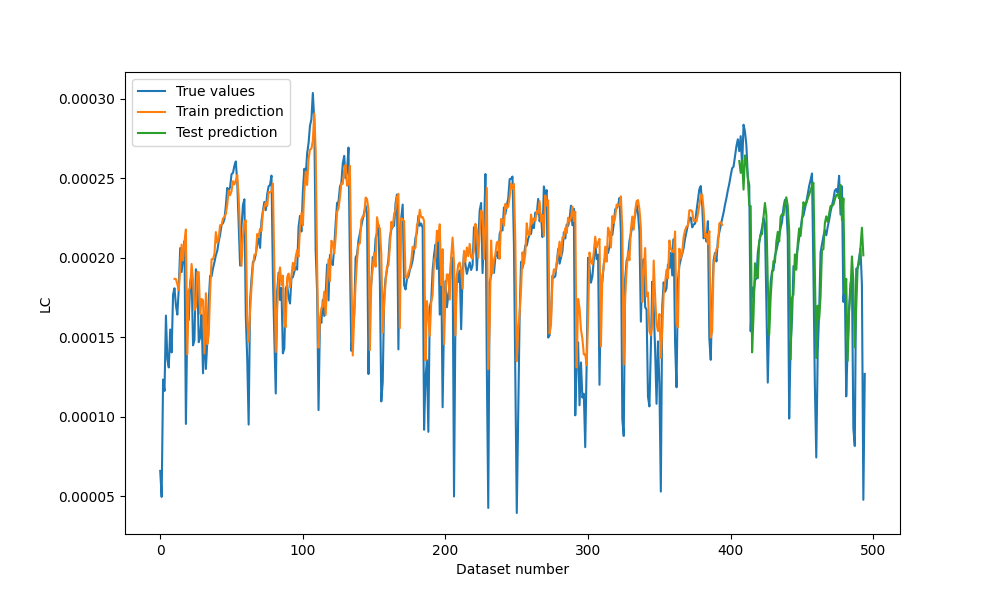 True values
Train prediction
Test prediction
0.00030
0.00025
0.00020
0.00015
0.00010
0.00005
LC
0
100
200
300
400
500
Dataset number